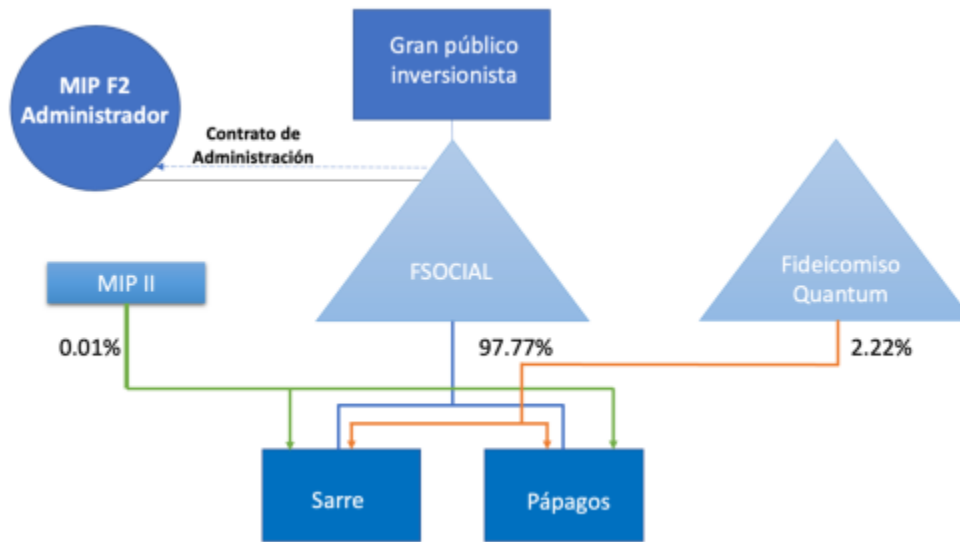 Gran público
inversionista
MIP F2
Administrador
Contrato de
Administración
FSOCIAL
Fideicomiso
Quantum
MIP II
0.01%
97.77%
2.22%
Sarre
Pápagos